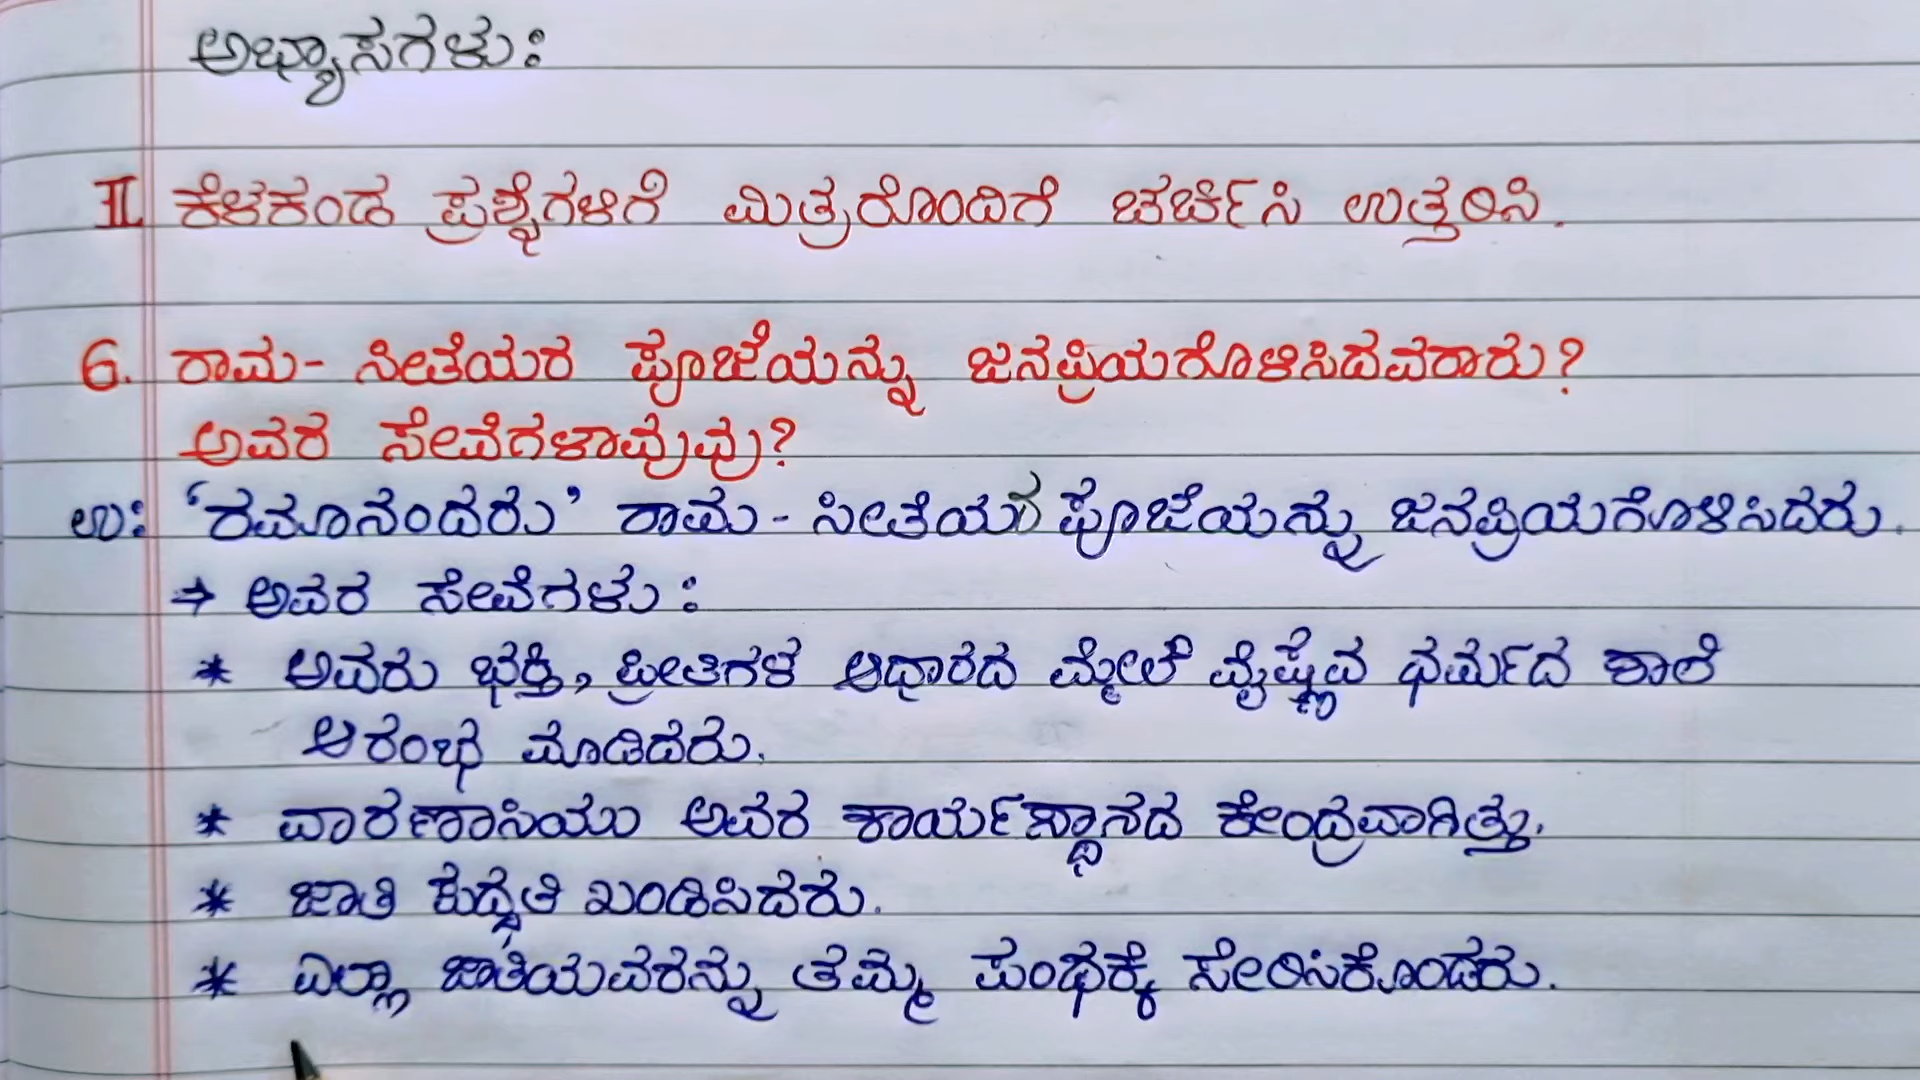 ಅಭ್ಯಾಸಗಳು:
II ಕೆಳಕಂಡ ಪ್ರಶ್ನೆಗಳಿಗೆ ಮಿತ್ರರೊಂದಿಗೆ ಚರ್ಚಿಸಿ ಉತ್ತರಿಸಿ.
6. ರಾಮ - ಸೀತೆಯರ ಪೂಜೆಯನ್ನು ಜನಪ್ರಿಯಗೊಳಿಸಿದವರಾರು?
ಅವರ ಸೇವೆಗಳಾವುವು?
ಉ: ‘ರಮಾನಂದರು’ ರಾಮ - ಸೀತೆಯರ ಪೂಜೆಯನ್ನು ಜನಪ್ರಿಯಗೊಳಿಸಿದರು.
→ ಅವರ ಸೇವೆಗಳು :
* ಅವರು ಭಕ್ತಿ, ಪ್ರೀತಿಗಳ ಆಧಾರದ ಮ್ಮೇಲೆ ವೈಷ್ಣವ ಧರ್ಮದ ಶಾಲೆ
ಆರಂಭ ಮಾಡಿದರು.
* ವಾರಣಾಸಿಯು ಅವರ ಕಾರ್ಯಸ್ಥಾನದ ಕೇಂದ್ರವಾಗಿತ್ತು.
* ಜಾತಿ ಕುದ್ಧತಿ ಖಂಡಿಸಿದರು.
* ಎಲ್ಲಾ ಜಾತಿಯವರನ್ನು ತಮ್ಮ ಪಂಥಕ್ಕೆ ಸೇರಿಸಿಕೊಂಡರು.